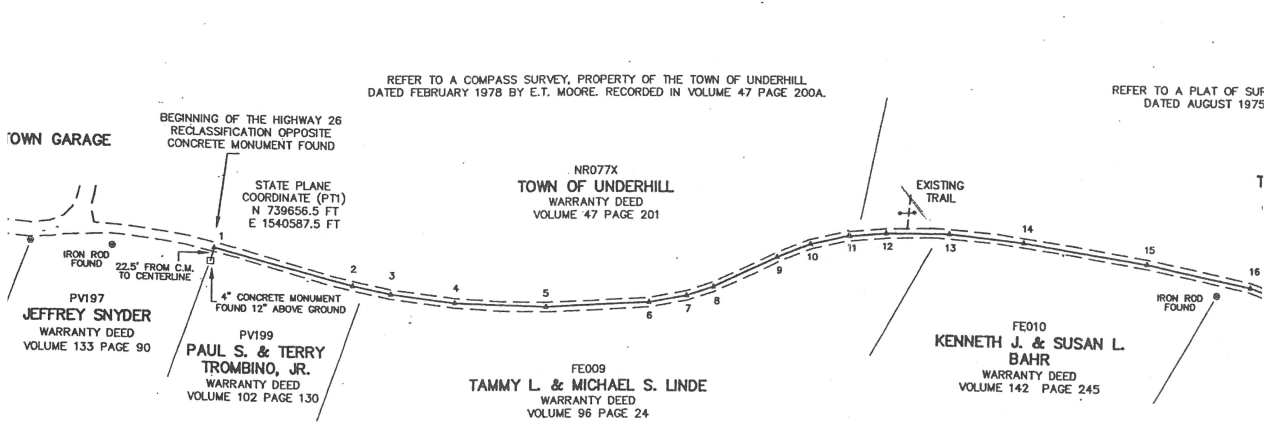 REFER TO A COMPASS SURVEY, PROPERTY OF THE TOWN OF UNDERHILL
DATED FEBRUARY 1978 BY E.T. MOORE. RECORDED IN VOLUME 47 PAGE 200A.
REFER TO A PLAT OF SUR
DATED AUGUST 1975
BEGINNING OF THE HIGHWAY 26
RECLASSIFICATION OPPOSITE
CONCRETE MONUMENT FOUND
TOWN GARAGE
STATE PLANE
COORDINATE (PT1)
N 739656.5 FT
E 1540587.5 FT
NR077X
TOWN OF UNDERHILL
WARRANTY DEED
VOLUME 47 PAGE 201
EXISTING
TRAIL
T
1
2
3
4
5
6
7
8
9
10
11
12
13
14
15
16
IRON ROD
FOUND
22.5' FROM C.M.
TO CENTERLINE
4" CONCRETE MONUMENT
FOUND 12" ABOVE GROUND
IRON ROD
FOUND
PV197
JEFFREY SNYDER
WARRANTY DEED
VOLUME 133 PAGE 90
PV199
PAUL S. & TERRY
TROMBINO, JR.
WARRANTY DEED
VOLUME 102 PAGE 130
FE009
TAMMY L. & MICHAEL S. LINDE
WARRANTY DEED
VOLUME 96 PAGE 24
FE010
KENNETH J. & SUSAN L.
BAHR
WARRANTY DEED
VOLUME 142 PAGE 245